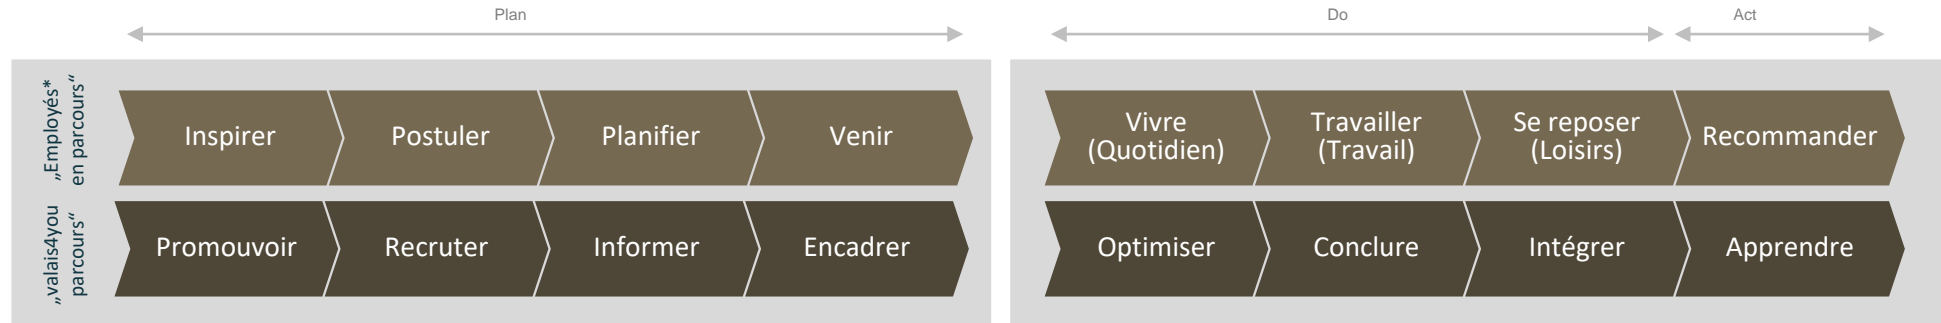 Plan
Do
Act
„Employés*
en parcours“
Inspirer
Postuler
Planifier
Venir
Vivre
(Quotidien)
Travailler
(Travail)
Se reposer
(Loisirs)
Recommander
„valais4you
parcours“
Promouvoir
Recruter
Informer
Encadrer
Optimiser
Conclure
Intégrer
Apprendre